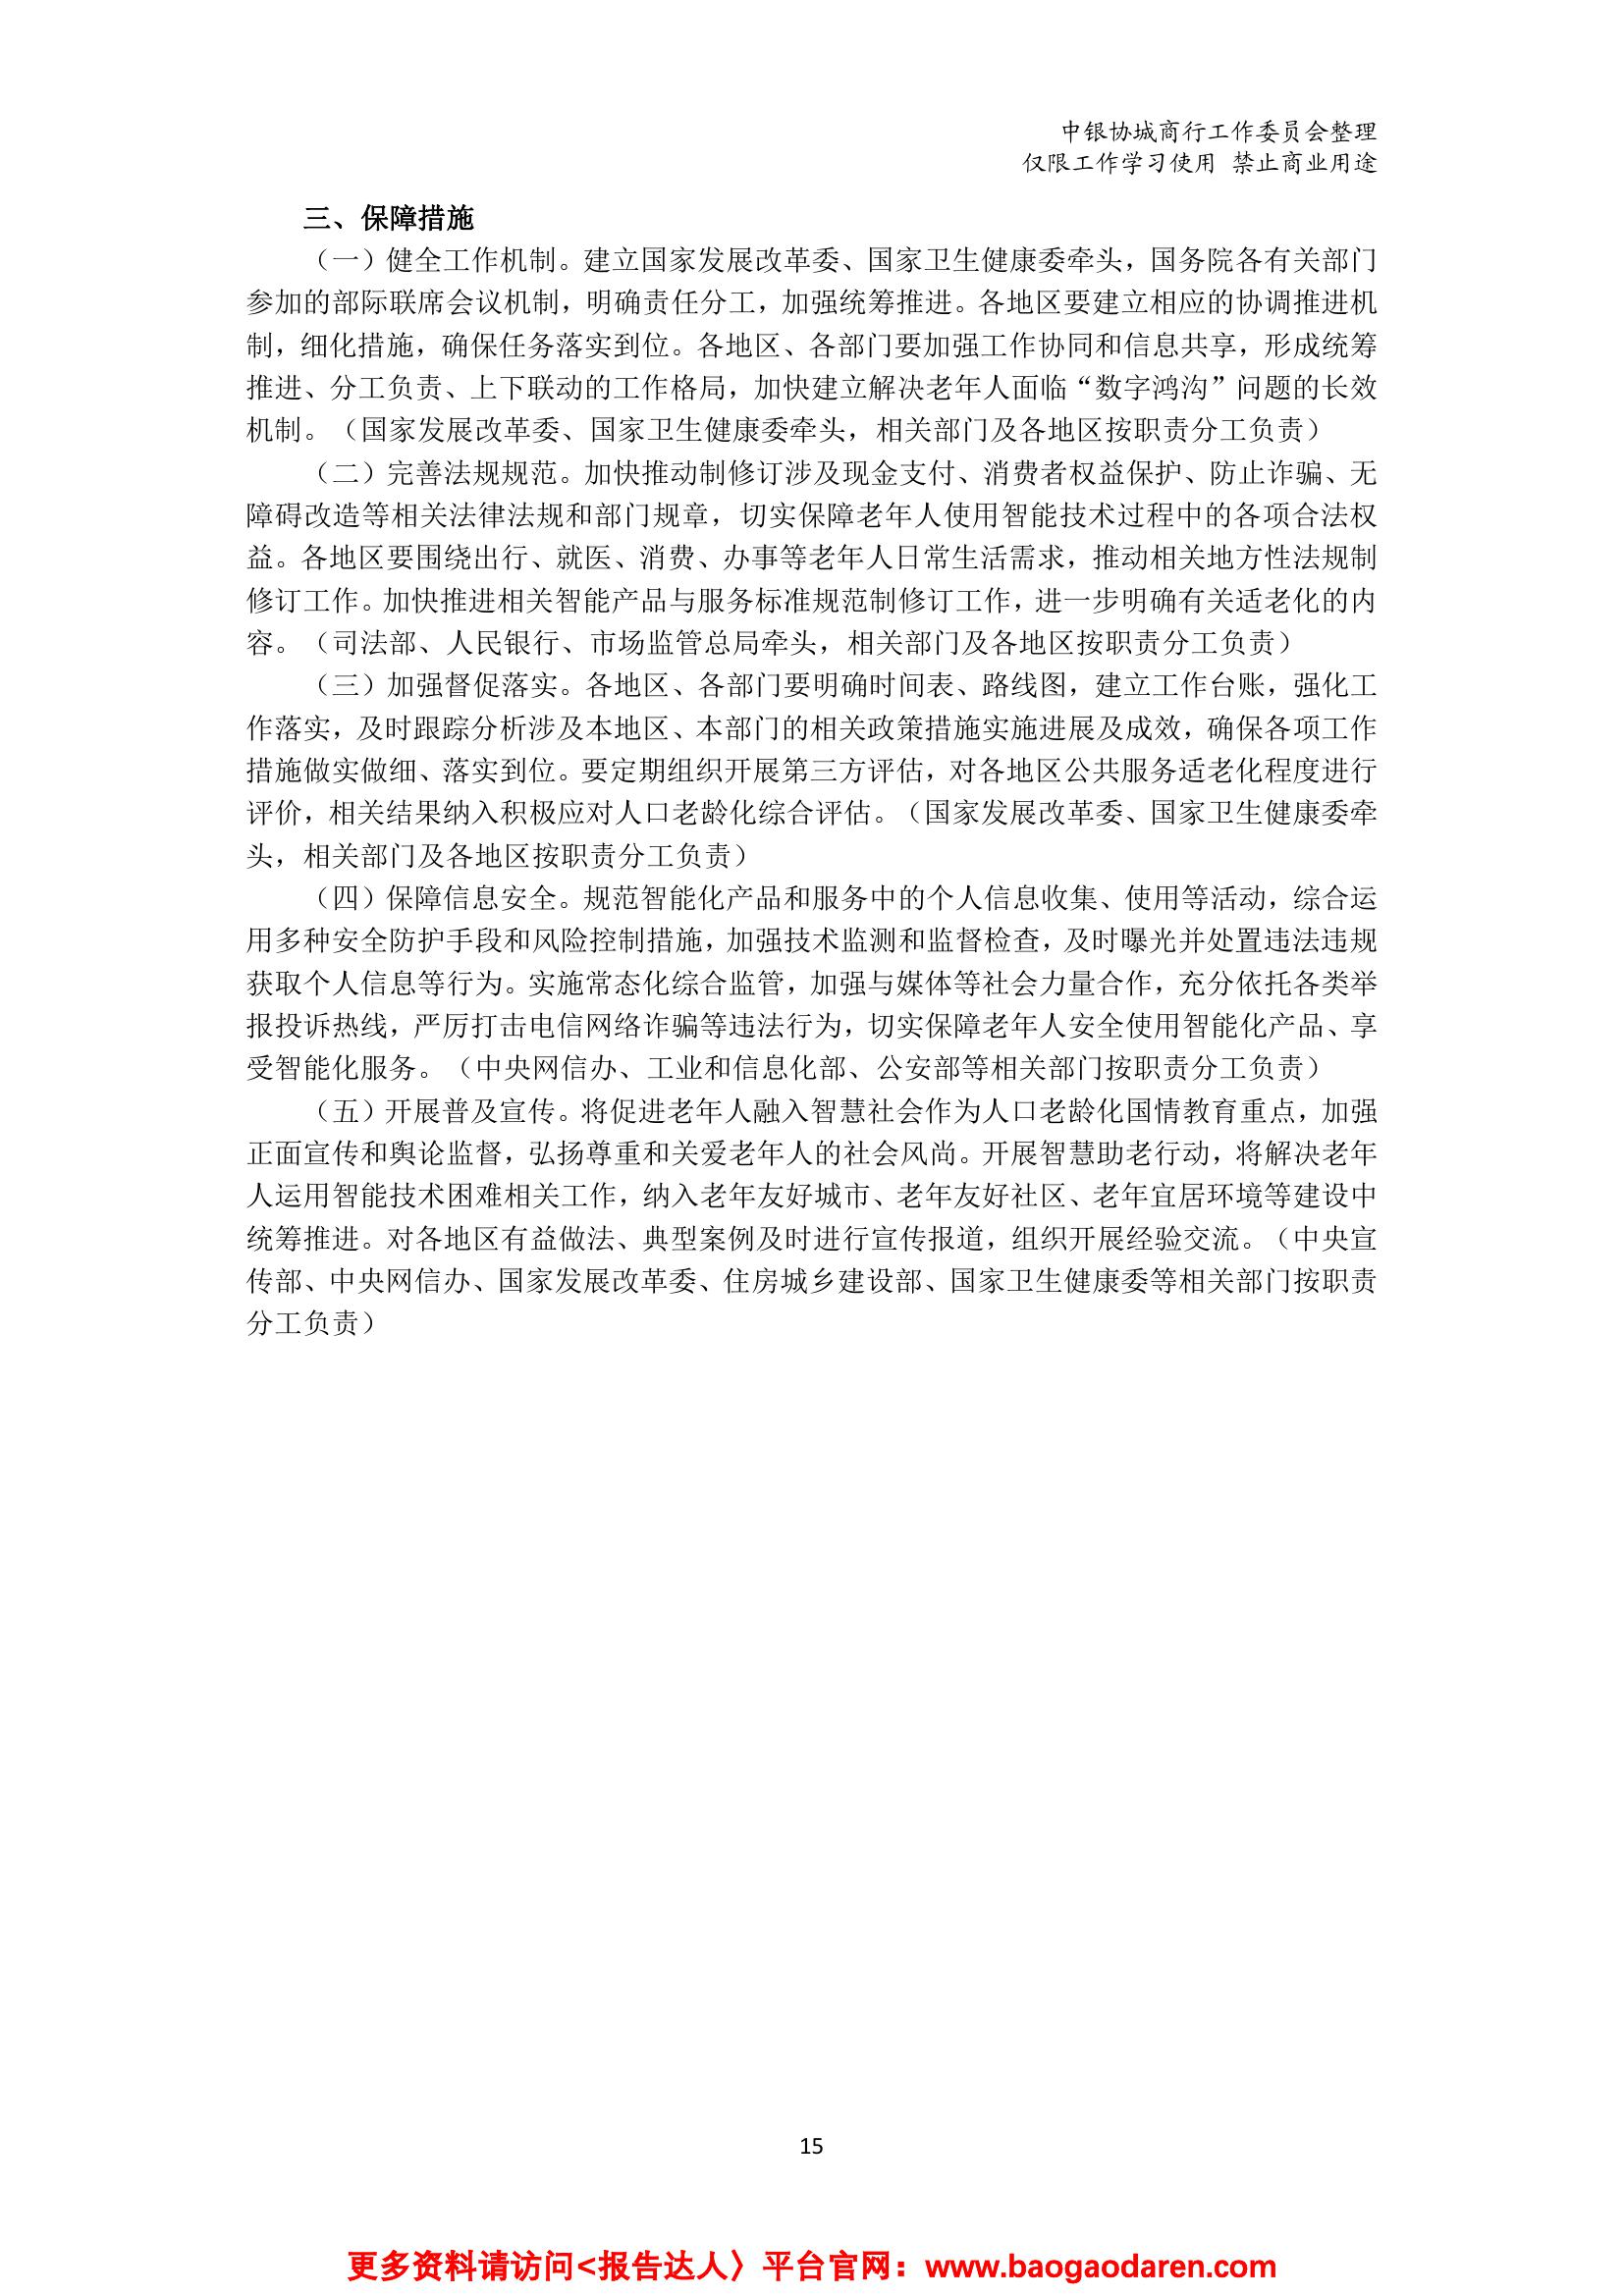 中银协城商行工作委员会整理
仅限工作学习使用 禁止商业用途
三、保障措施
（一）健全工作机制。建立国家发展改革委、国家卫生健康委牵头，国务院各有关部门
参加的部际联席会议机制，明确责任分工，加强统筹推进。各地区要建立相应的协调推进机
制，细化措施，确保任务落实到位。各地区、各部门要加强工作协同和信息共享，形成统筹
推进、分工负责、上下联动的工作格局，加快建立解决老年人面临“数字鸿沟”问题的长效
机制。（国家发展改革委、国家卫生健康委牵头，相关部门及各地区按职责分工负责）
（二）完善法规规范。加快推动制修订涉及现金支付、消费者权益保护、防止诈骗、无
障碍改造等相关法律法规和部门规章，切实保障老年人使用智能技术过程中的各项合法权
益。各地区要围绕出行、就医、消费、办事等老年人日常生活需求，推动相关地方性法规制
修订工作。加快推进相关智能产品与服务标准规范制修订工作，进一步明确有关适老化的内
容。（司法部、人民银行、市场监管总局牵头，相关部门及各地区按职责分工负责）
（三）加强督促落实。各地区、各部门要明确时间表、路线图，建立工作台账，强化工
作落实，及时跟踪分析涉及本地区、本部门的相关政策措施实施进展及成效，确保各项工作
措施做实做细、落实到位。要定期组织开展第三方评估，对各地区公共服务适老化程度进行
评价，相关结果纳入积极应对人口老龄化综合评估。（国家发展改革委、国家卫生健康委牵
头，相关部门及各地区按职责分工负责）
（四）保障信息安全。规范智能化产品和服务中的个人信息收集、使用等活动，综合运
用多种安全防护手段和风险控制措施，加强技术监测和监督检查，及时曝光并处置违法违规
获取个人信息等行为。实施常态化综合监管，加强与媒体等社会力量合作，充分依托各类举
报投诉热线，严厉打击电信网络诈骗等违法行为，切实保障老年人安全使用智能化产品、享
受智能化服务。（中央网信办、工业和信息化部、公安部等相关部门按职责分工负责）
（五）开展普及宣传。将促进老年人融入智慧社会作为人口老龄化国情教育重点，加强
正面宣传和舆论监督，弘扬尊重和关爱老年人的社会风尚。开展智慧助老行动，将解决老年
人运用智能技术困难相关工作，纳入老年友好城市、老年友好社区、老年宜居环境等建设中
统筹推进。对各地区有益做法、典型案例及时进行宣传报道，组织开展经验交流。（中央宣
传部、中央网信办、国家发展改革委、住房城乡建设部、国家卫生健康委等相关部门按职责
分工负责）
15
更多资料请访问<报告达人〉平台官网：www.baogaodaren.com